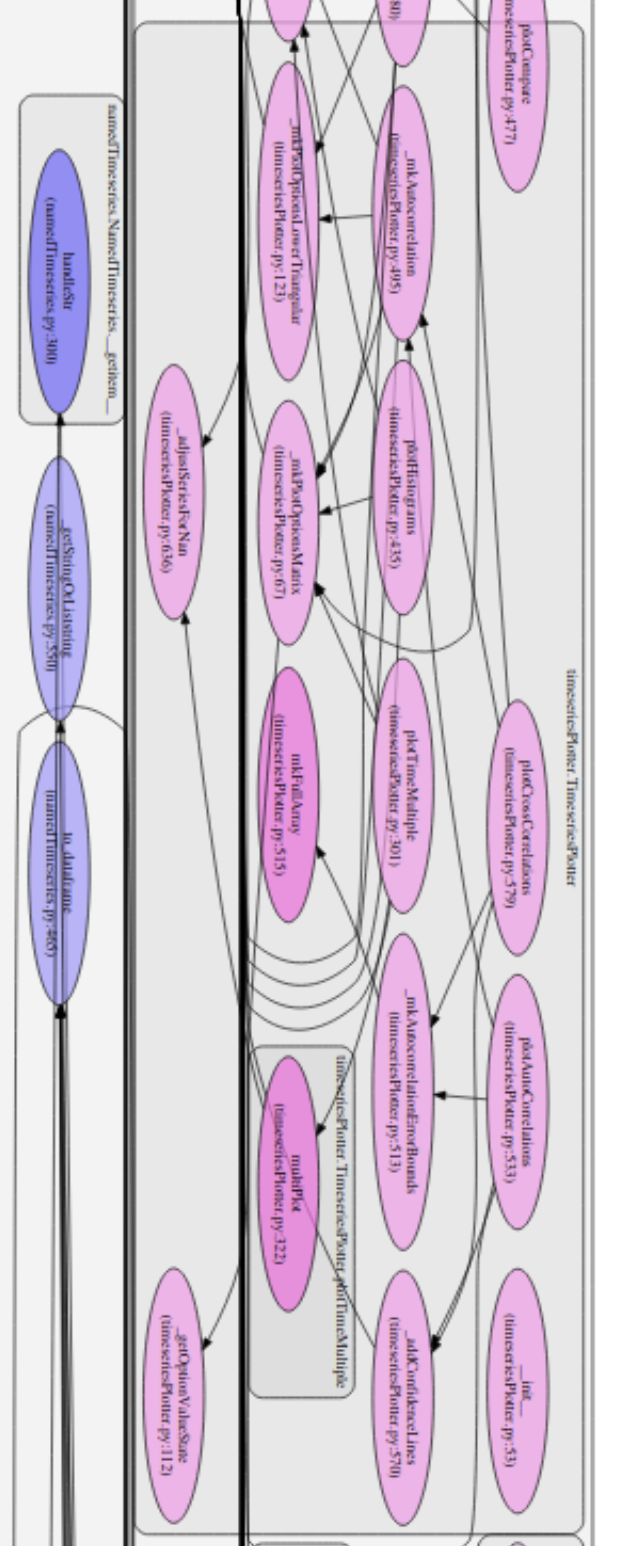 80)
plotCompare
timeseriesPlotter.py:477)
_mkPlotOptionsLowerTriangular
(timeseriesPlotter.py:123)
_mkAutocorrelation
(timeseriesPlotter.py:495)
namedTimeseries.NamedTimeseries.__getitem__
handleStr
(namedTimeseries.py:300)
_adjustSeriesForNan
(timeseriesPlotter.py:636)
_mkPlotOptionsMatrix
(timeseriesPlotter.py:67)
plotHistograms
(timeseriesPlotter.py:435)
_getStringOrListstring
(namedTimeseries.py:550)
timeseriesPlotter.TimeseriesPlotter
mkFullArray
(timeseriesPlotter.py:515)
plotTimeMultiple
(timeseriesPlotter.py:301)
plotCrossCorrelations
(timeseriesPlotter.py:579)
to_dataframe
(namedTimeseries.py:465)
_mkAutocorrelationErrorBounds
(timeseriesPlotter.py:513)
plotAutoCorrelations
(timeseriesPlotter.py:533)
timeseriesPlotter.TimeseriesPlotter.plotTimeMultiple
multiPlot
(timeseriesPlotter.py:322)
_getOptionValueState
(timeseriesPlotter.py:112)
_addConfidenceLines
(timeseriesPlotter.py:570)
__init__
(timeseriesPlotter.py:53)